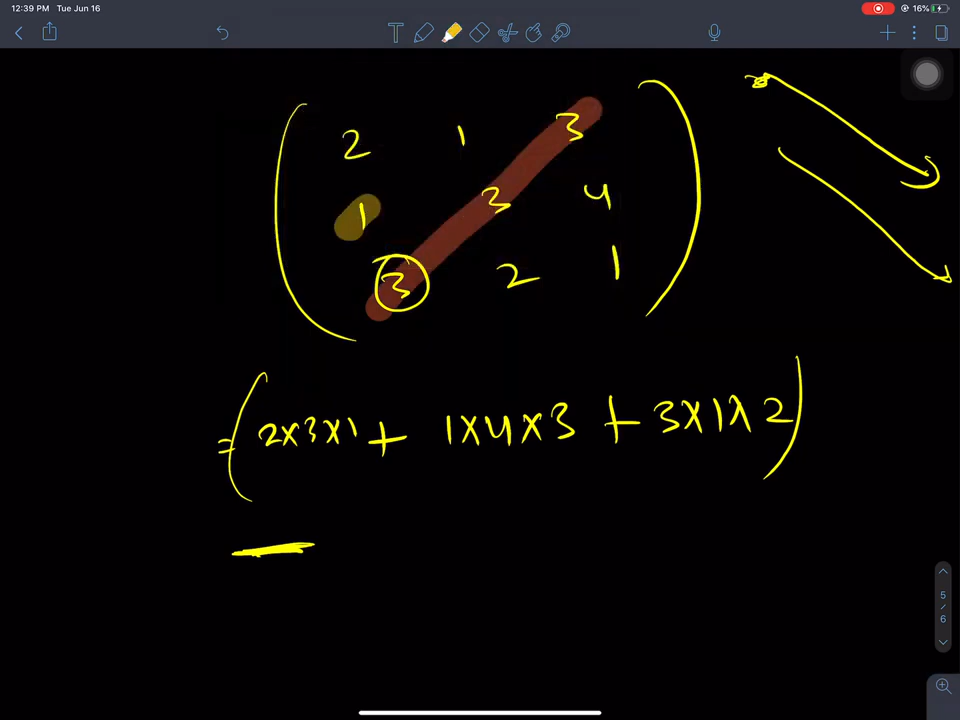 12:39 PM Tue Jun 16
16%
T
2 1 3
1 3 4
3 2 1
= (2x3x1 + 1x4x3 + 3x1x2)
5
/
6